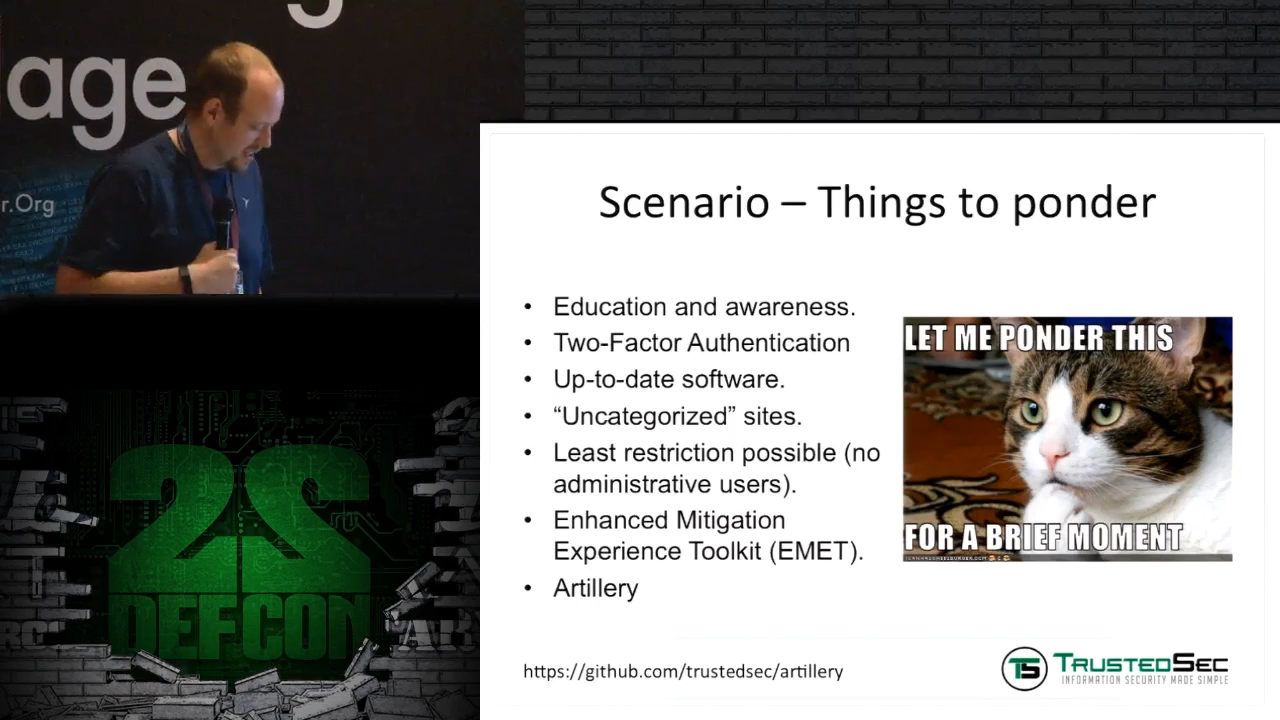 age
r.Org
Scenario – Things to ponder
• Education and awareness.
• Two-Factor Authentication
• Up-to-date software.
• “Uncategorized” sites.
• Least restriction possible (no
administrative users).
• Enhanced Mitigation
Experience Toolkit (EMET).
• Artillery
LET ME PONDER THIS
FOR A BRIEF MOMENT
https://github.com/trustedsec/artillery
TS TRUSTEDSEC
INFORMATION SECURITY MADE SIMPLE
22
DEFCON